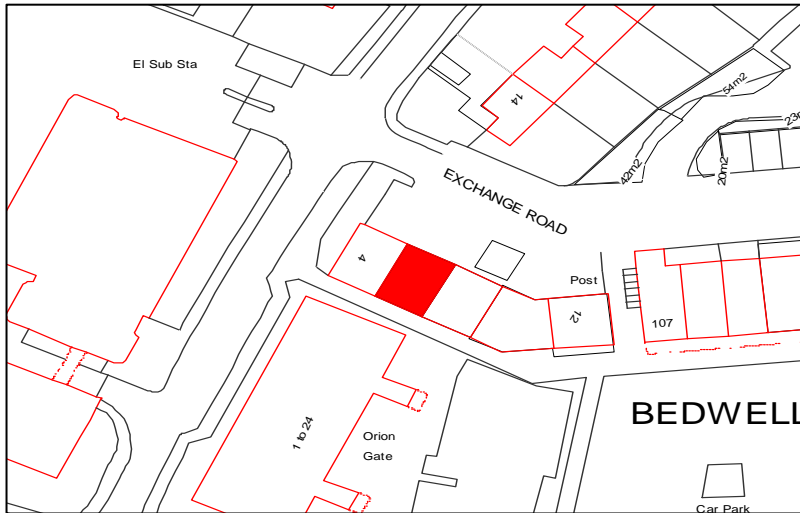 El Sub Sta
14
54m2
23
42m2
20m2
EXCHANGE ROAD
4
Post
12
107
1 to 24
Orion
Gate
BEDWELL
Car Park